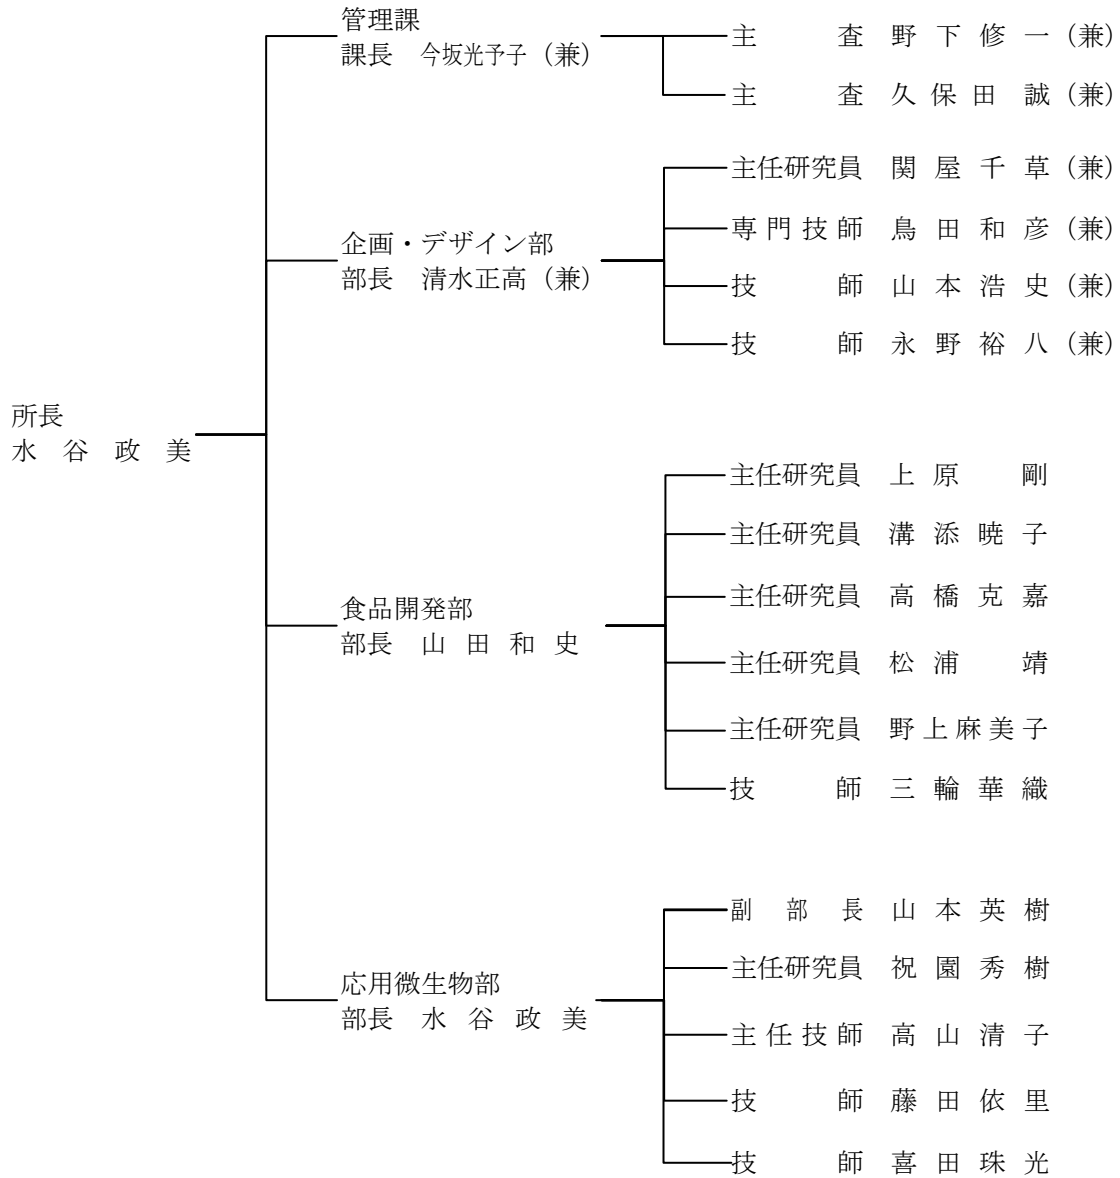 所長
水谷政美
管理課
課長 今坂光予子（兼）
主査 野下修一（兼）
主査 久保田誠（兼）
企画・デザイン部
部長 清水正高（兼）
主任研究員 関屋千草（兼）
専門技師 鳥田和彦（兼）
技師 山本浩史（兼）
技師 永野裕八（兼）
食品開発部
部長 山田和史
主任研究員 上原剛
主任研究員 溝添暁子
主任研究員 高橋克嘉
主任研究員 松浦靖
主任研究員 野上麻美子
技師 三輪華織
応用微生物部
部長 水谷政美
副部長 山本英樹
主任研究員 祝園秀樹
主任技師 高山清子
技師 藤田依里
技師 喜田珠光